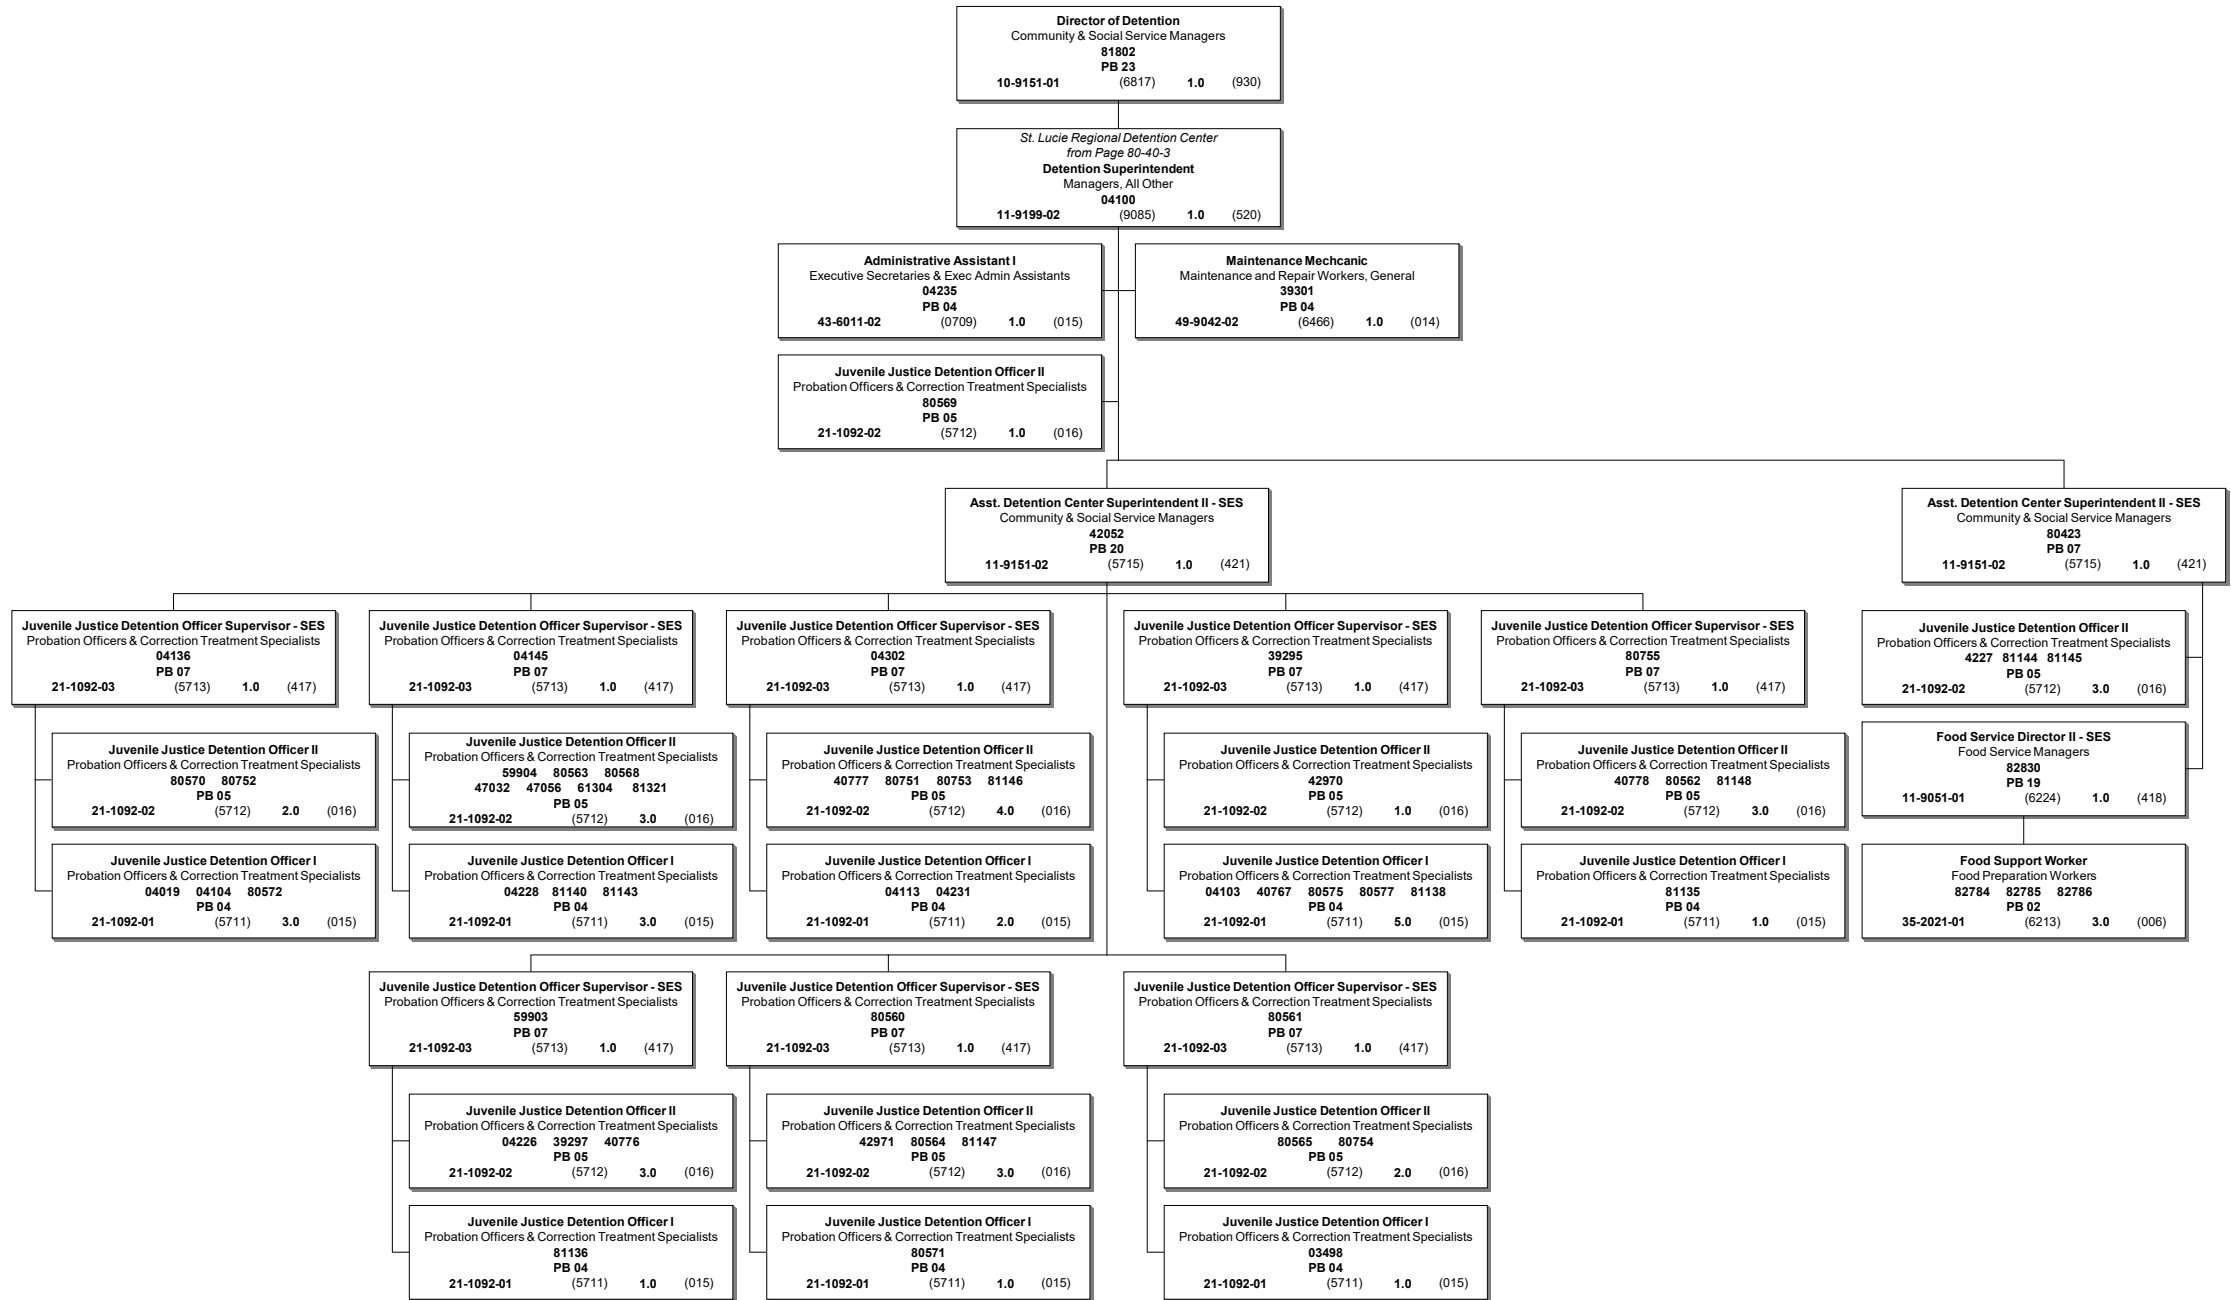 Director of Detention
Community & Social Service Managers
81802
PB 23
10-9151-01 (6817) 1.0 (930)
St. Lucie Regional Detention Center
from Page 80-40-3
Detention Superintendent
Managers, All Other
04100
11-9199-02 (9085) 1.0 (520)
Administrative Assistant I
Executive Secretaries & Exec Admin Assistants
04235
PB 04
43-6011-02 (0709) 1.0 (015)
Maintenance Mechcanic
Maintenance and Repair Workers, General
39301
PB 04
49-9042-02 (6466) 1.0 (014)
Juvenile Justice Detention Officer II
Probation Officers & Correction Treatment Specialists
80569
PB 05
21-1092-02 (5712) 1.0 (016)
Asst. Detention Center Superintendent II - SES
Community & Social Service Managers
42052
PB 20
11-9151-02 (5715) 1.0 (421)
Asst. Detention Center Superintendent II - SES
Community & Social Service Managers
80423
PB 07
11-9151-02 (5715) 1.0 (421)
Juvenile Justice Detention Officer Supervisor - SES
Probation Officers & Correction Treatment Specialists
04136
PB 07
21-1092-03 (5713) 1.0 (417)
Juvenile Justice Detention Officer II
Probation Officers & Correction Treatment Specialists
80570 80752
PB 05
21-1092-02 (5712) 2.0 (016)
Juvenile Justice Detention Officer I
Probation Officers & Correction Treatment Specialists
04019 04104 80572
PB 04
21-1092-01 (5711) 3.0 (015)
Juvenile Justice Detention Officer Supervisor - SES
Probation Officers & Correction Treatment Specialists
04145
PB 07
21-1092-03 (5713) 1.0 (417)
Juvenile Justice Detention Officer II
Probation Officers & Correction Treatment Specialists
59904 80563 80568
47032 47056 61304 81321
PB 05
21-1092-02 (5712) 3.0 (016)
Juvenile Justice Detention Officer I
Probation Officers & Correction Treatment Specialists
04228 81140 81143
PB 04
21-1092-01 (5711) 3.0 (015)
Juvenile Justice Detention Officer Supervisor - SES
Probation Officers & Correction Treatment Specialists
04302
PB 07
21-1092-03 (5713) 1.0 (417)
Juvenile Justice Detention Officer II
Probation Officers & Correction Treatment Specialists
40777 80751 80753 81146
PB 05
21-1092-02 (5712) 4.0 (016)
Juvenile Justice Detention Officer I
Probation Officers & Correction Treatment Specialists
04113 04231
PB 04
21-1092-01 (5711) 2.0 (015)
Juvenile Justice Detention Officer Supervisor - SES
Probation Officers & Correction Treatment Specialists
39295
PB 07
21-1092-03 (5713) 1.0 (417)
Juvenile Justice Detention Officer II
Probation Officers & Correction Treatment Specialists
42970
PB 05
21-1092-02 (5712) 1.0 (016)
Juvenile Justice Detention Officer I
Probation Officers & Correction Treatment Specialists
04103 40767 80575 80577 81138
PB 04
21-1092-01 (5711) 5.0 (015)
Juvenile Justice Detention Officer Supervisor - SES
Probation Officers & Correction Treatment Specialists
80755
PB 07
21-1092-03 (5713) 1.0 (417)
Juvenile Justice Detention Officer II
Probation Officers & Correction Treatment Specialists
40778 80562 81148
PB 05
21-1092-02 (5712) 3.0 (016)
Juvenile Justice Detention Officer I
Probation Officers & Correction Treatment Specialists
81135
PB 04
21-1092-01 (5711) 1.0 (015)
Juvenile Justice Detention Officer II
Probation Officers & Correction Treatment Specialists
4227 81144 81145
PB 05
21-1092-02 (5712) 3.0 (016)
Food Service Director II - SES
Food Service Managers
82830
PB 19
11-9051-01 (6224) 1.0 (418)
Food Support Worker
Food Preparation Workers
82784 82785 82786
PB 02
35-2021-01 (6213) 3.0 (006)
Juvenile Justice Detention Officer Supervisor - SES
Probation Officers & Correction Treatment Specialists
59903
PB 07
21-1092-03 (5713) 1.0 (417)
Juvenile Justice Detention Officer II
Probation Officers & Correction Treatment Specialists
04226 39297 40776
PB 05
21-1092-02 (5712) 3.0 (016)
Juvenile Justice Detention Officer I
Probation Officers & Correction Treatment Specialists
81136
PB 04
21-1092-01 (5711) 1.0 (015)
Juvenile Justice Detention Officer Supervisor - SES
Probation Officers & Correction Treatment Specialists
80560
PB 07
21-1092-03 (5713) 1.0 (417)
Juvenile Justice Detention Officer II
Probation Officers & Correction Treatment Specialists
42971 80564 81147
PB 05
21-1092-02 (5712) 3.0 (016)
Juvenile Justice Detention Officer I
Probation Officers & Correction Treatment Specialists
80571
PB 04
21-1092-01 (5711) 1.0 (015)
Juvenile Justice Detention Officer Supervisor - SES
Probation Officers & Correction Treatment Specialists
80561
PB 07
21-1092-03 (5713) 1.0 (417)
Juvenile Justice Detention Officer II
Probation Officers & Correction Treatment Specialists
80565 80754
PB 05
21-1092-02 (5712) 2.0 (016)
Juvenile Justice Detention Officer I
Probation Officers & Correction Treatment Specialists
03498
PB 04
21-1092-01 (5711) 1.0 (015)